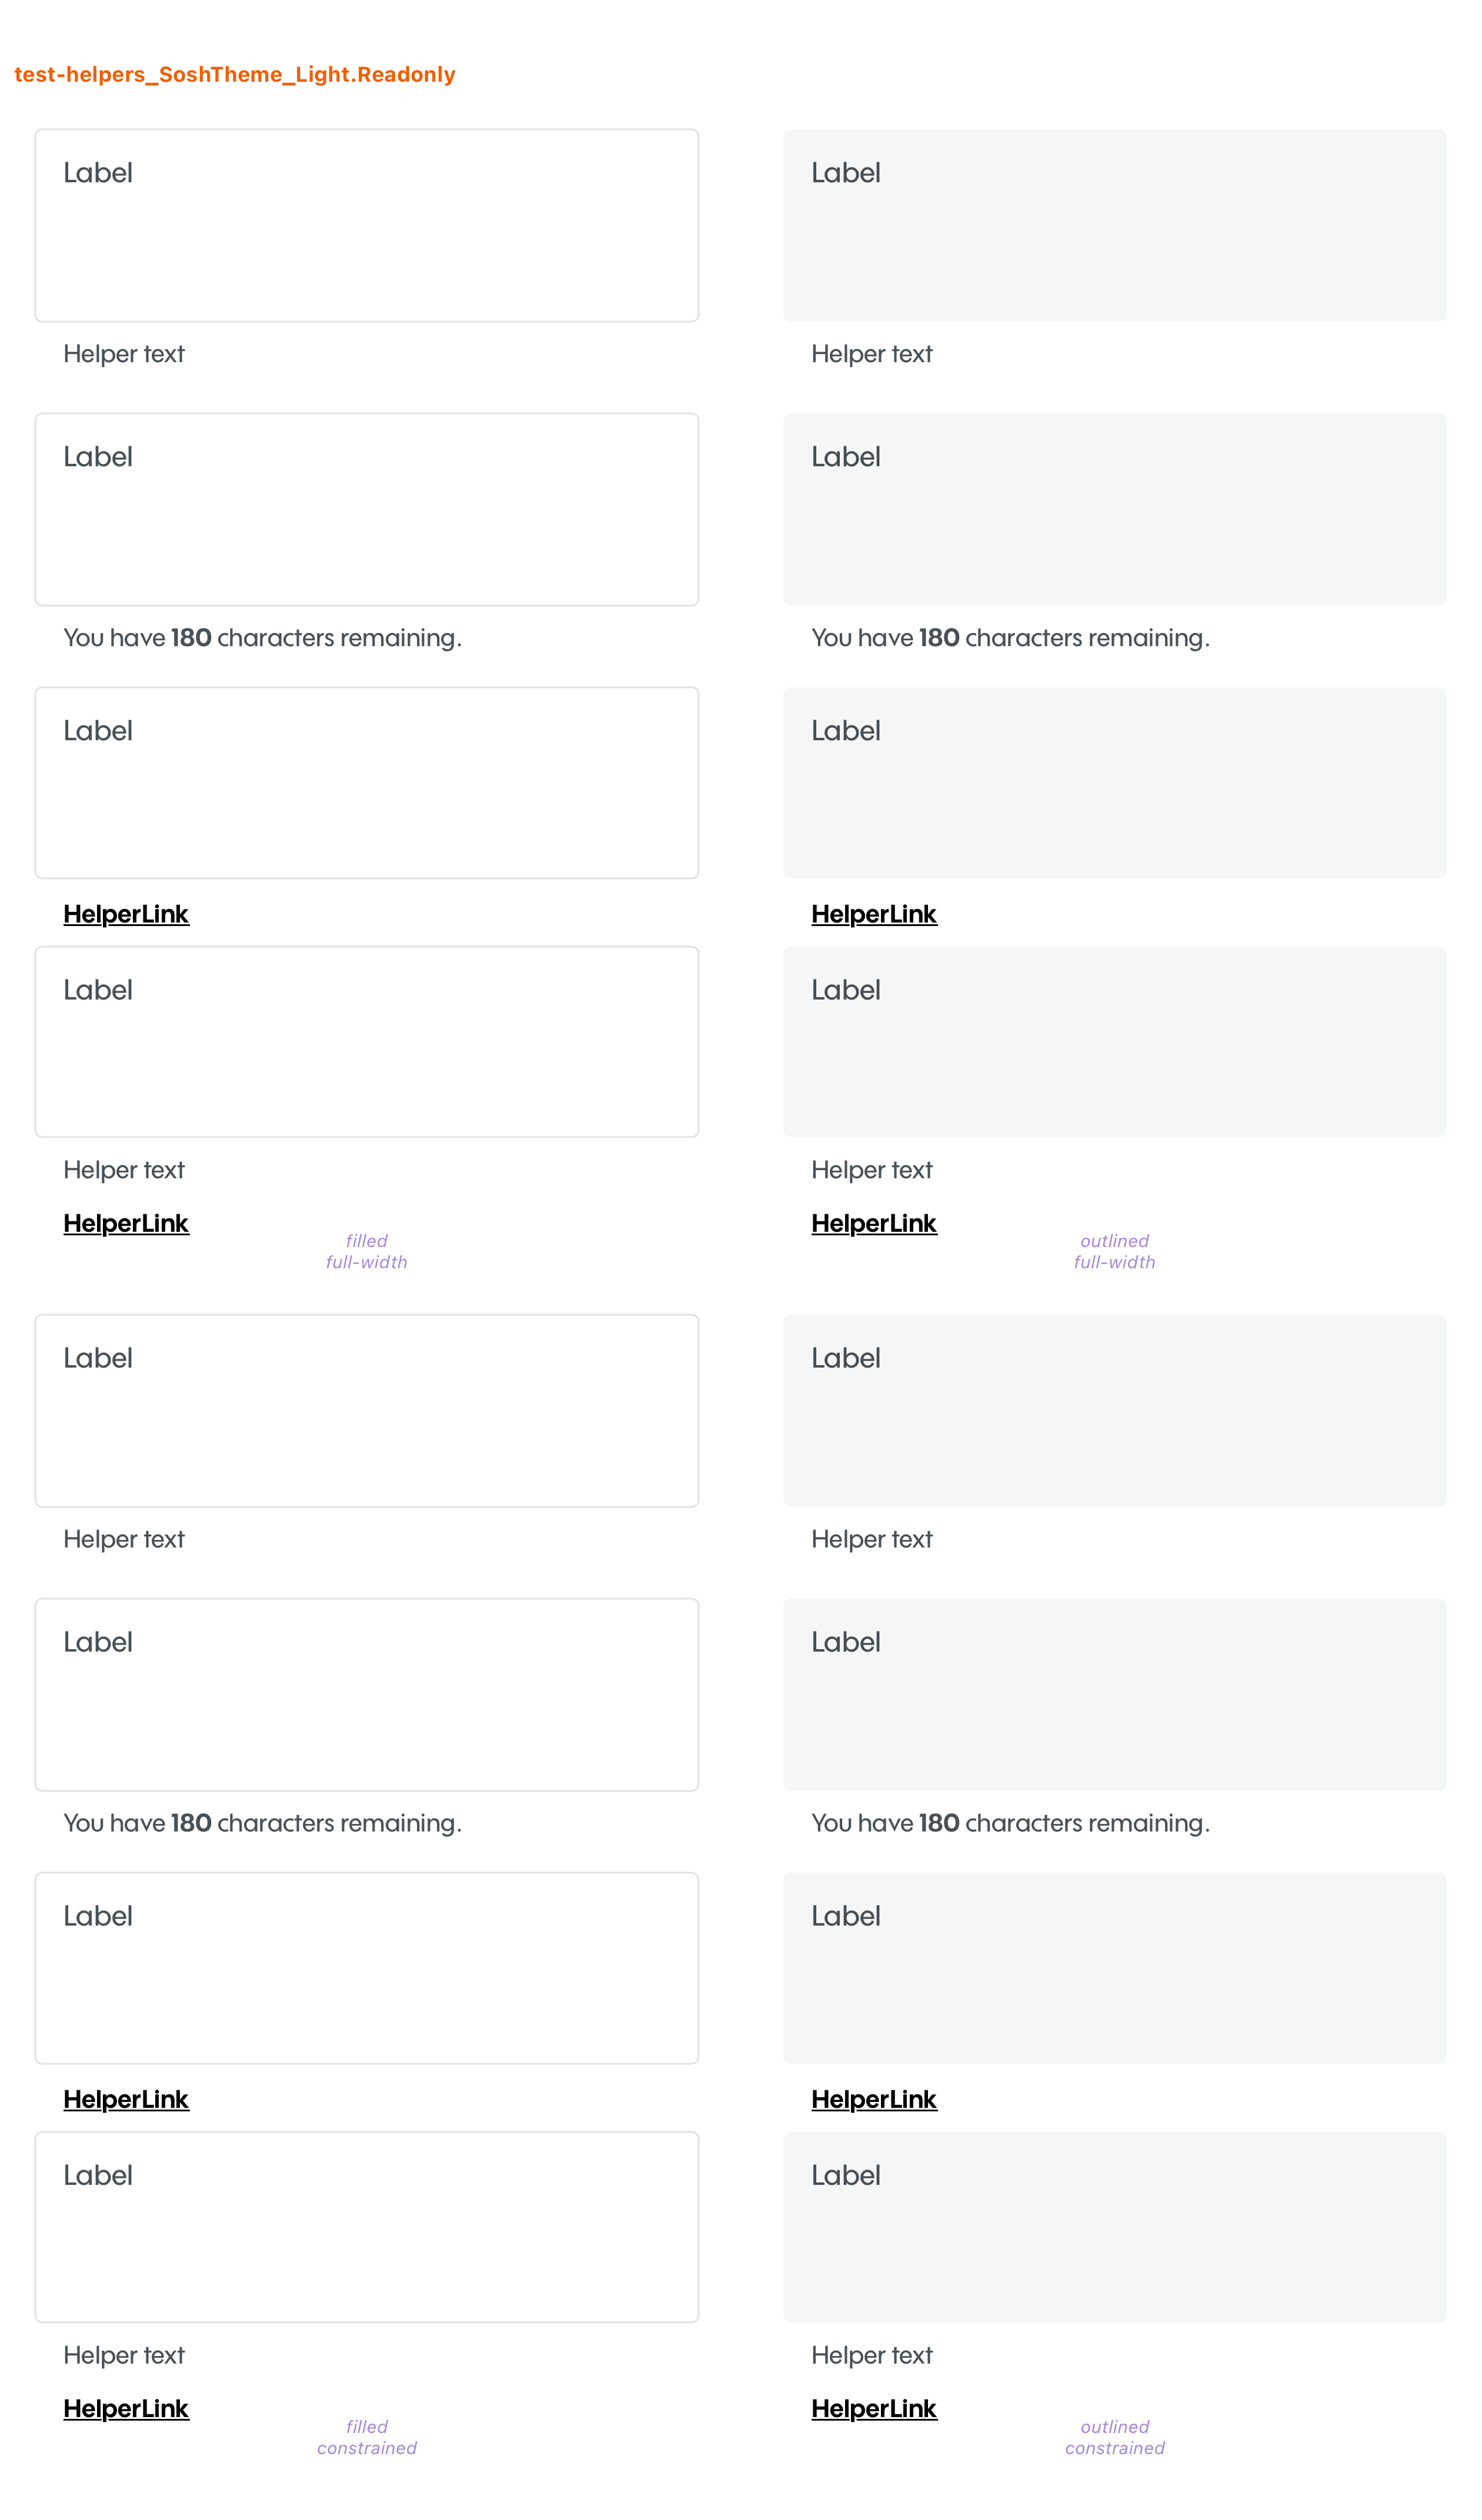 test-helpers_SoshTheme_Light.Readonly
Label
Label
Helper text
Helper text
Label
Label
You have 180 characters remaining.
You have 180 characters remaining.
Label
Label
HelperLink
HelperLink
Label
Label
Helper text
Helper text
HelperLink
HelperLink
filled
full-width
outlined
full-width
Label
Label
Helper text
Helper text
Label
Label
You have 180 characters remaining.
You have 180 characters remaining.
Label
Label
HelperLink
HelperLink
Label
Label
Helper text
Helper text
HelperLink
HelperLink
filled
constrained
outlined
constrained